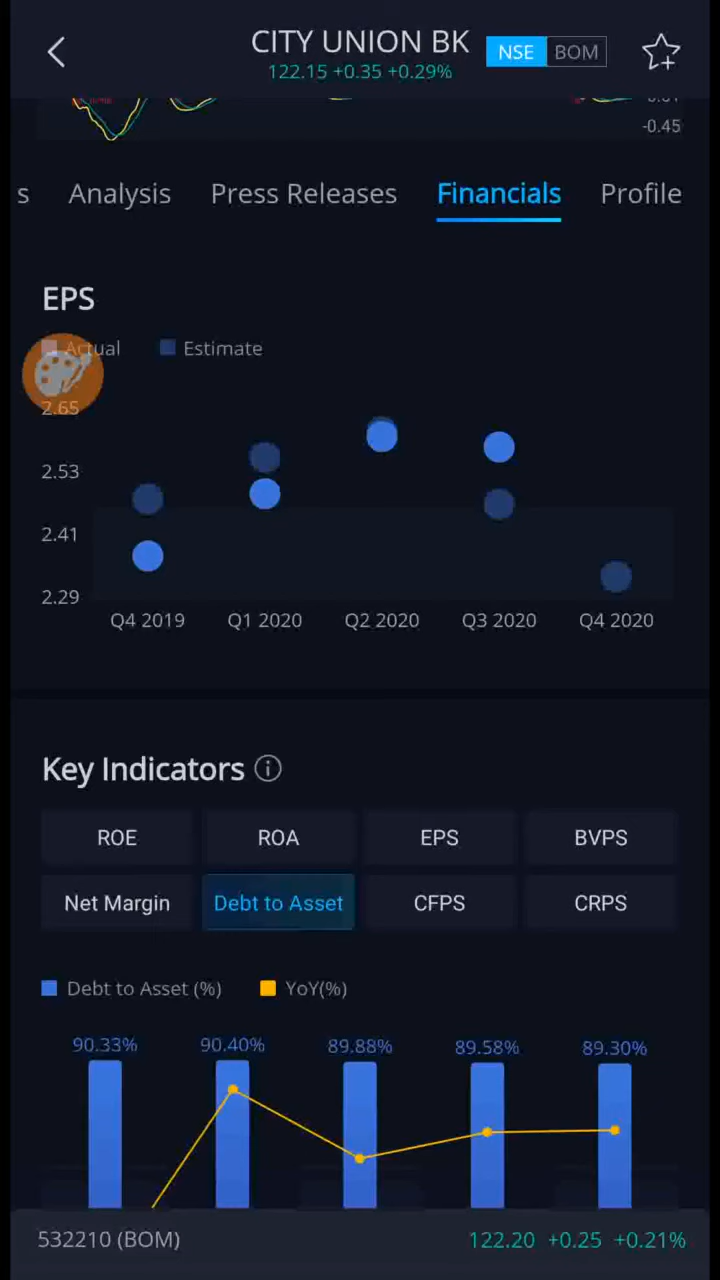 CITY UNION BK
NSE BOM
122.15 +0.35 +0.29%
-0.45
s Analysis Press Releases Financials Profile
EPS
Actual Estimate
2.65
2.53
2.41
2.29
Q4 2019 Q1 2020 Q2 2020 Q3 2020 Q4 2020
Key Indicators
ROE ROA EPS BVPS
Net Margin Debt to Asset CFPS CRPS
Debt to Asset (%) YoY(%)
90.33% 90.40% 89.88% 89.58% 89.30%
532210 (BOM) 122.20 +0.25 +0.21%